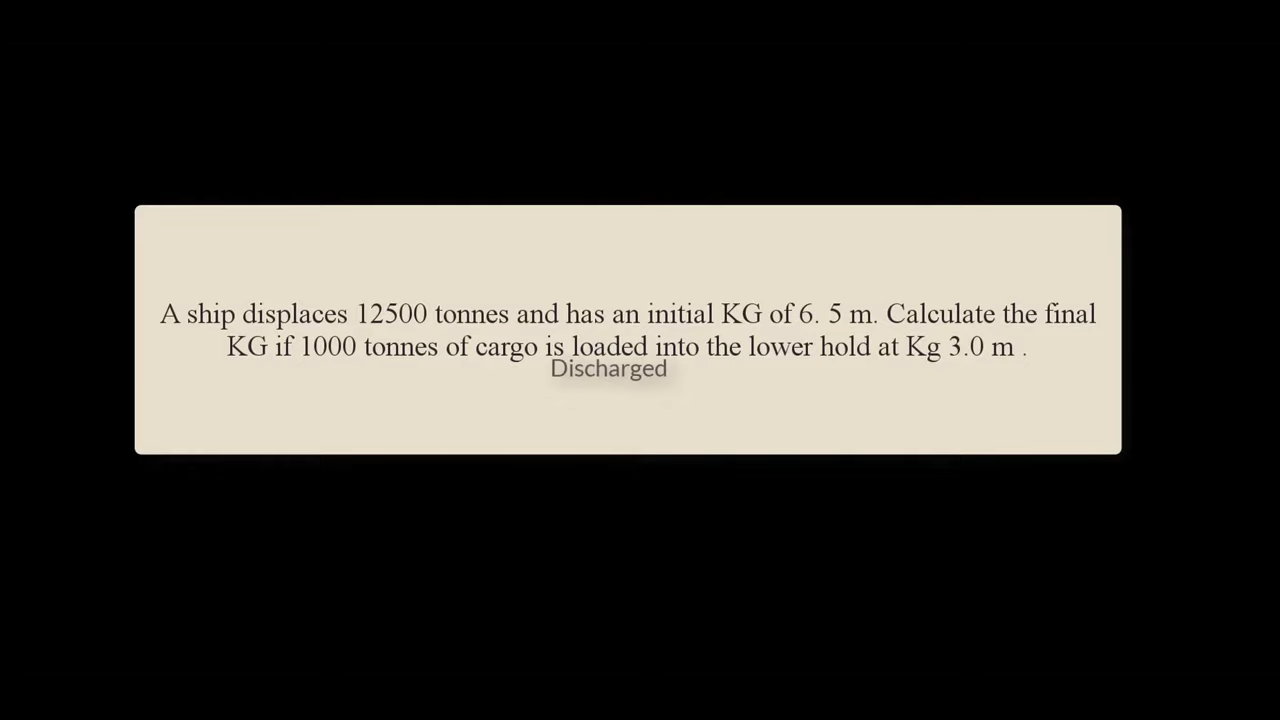 A ship displaces 12500 tonnes and has an initial KG of 6. 5 m. Calculate the final
KG if 1000 tonnes of cargo is loaded into the lower hold at Kg 3.0 m .
Discharged